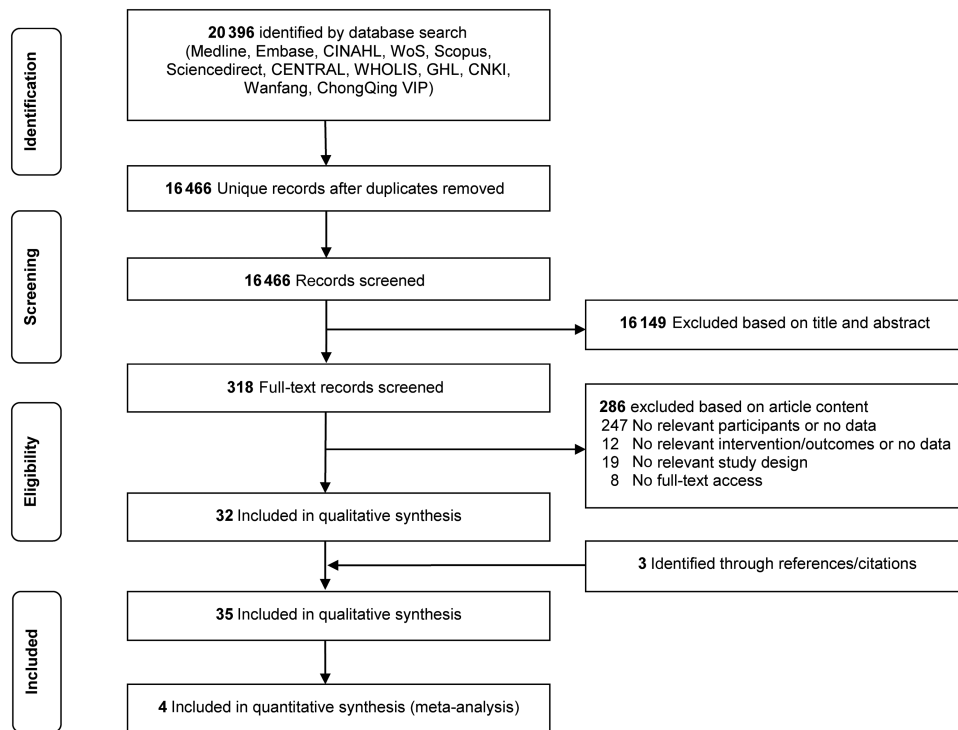 Identification
20 396 identified by database search
(Medline, Embase, CINAHL, WoS, Scopus,
Sciencedirect, CENTRAL, WHOLIS, GHL, CNKI,
Wanfang, ChongQing VIP)
16 466 Unique records after duplicates removed
Screening
16 466 Records screened
16 149 Excluded based on title and abstract
318 Full-text records screened
Eligibility
286 excluded based on article content
247 No relevant participants or no data
12 No relevant intervention/outcomes or no data
19 No relevant study design
8 No full-text access
32 Included in qualitative synthesis
3 Identified through references/citations
Included
35 Included in qualitative synthesis
4 Included in quantitative synthesis (meta-analysis)